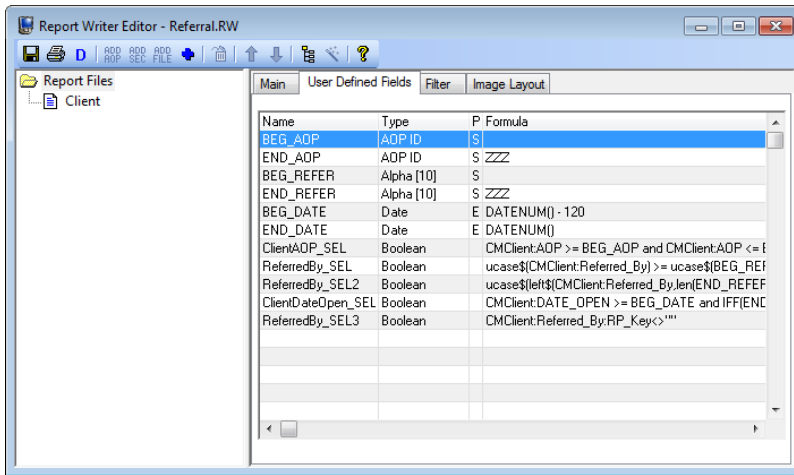 Report Writer Editor - Referral.RW
D ADD AOP ADD SEC ADD FILE ?
Report Files
Client
Main User Defined Fields Filter Image Layout
Name Type P Formula
BEG_AOP AOP ID S
END_AOP AOP ID S ZZZ
BEG_REFER Alpha [10] S
END_REFER Alpha [10] S ZZZ
BEG_DATE Date E DATENUM() - 120
END_DATE Date E DATENUM()
ClientAOP_SEL Boolean CMClient:AOP >= BEG_AOP and CMClient:AOP <= E
ReferredBy_SEL Boolean ucase$(CMClient:Referred_By) >= ucase$(BEG_REF
ReferredBy_SEL2 Boolean ucase$(left$(CMClient:Referred_By,len(END_REFER
ClientDateOpen_SEL Boolean CMClient:DATE_OPEN >= BEG_DATE and IFF(END
ReferredBy_SEL3 Boolean CMClient:Referred_By:RP_Key<>""